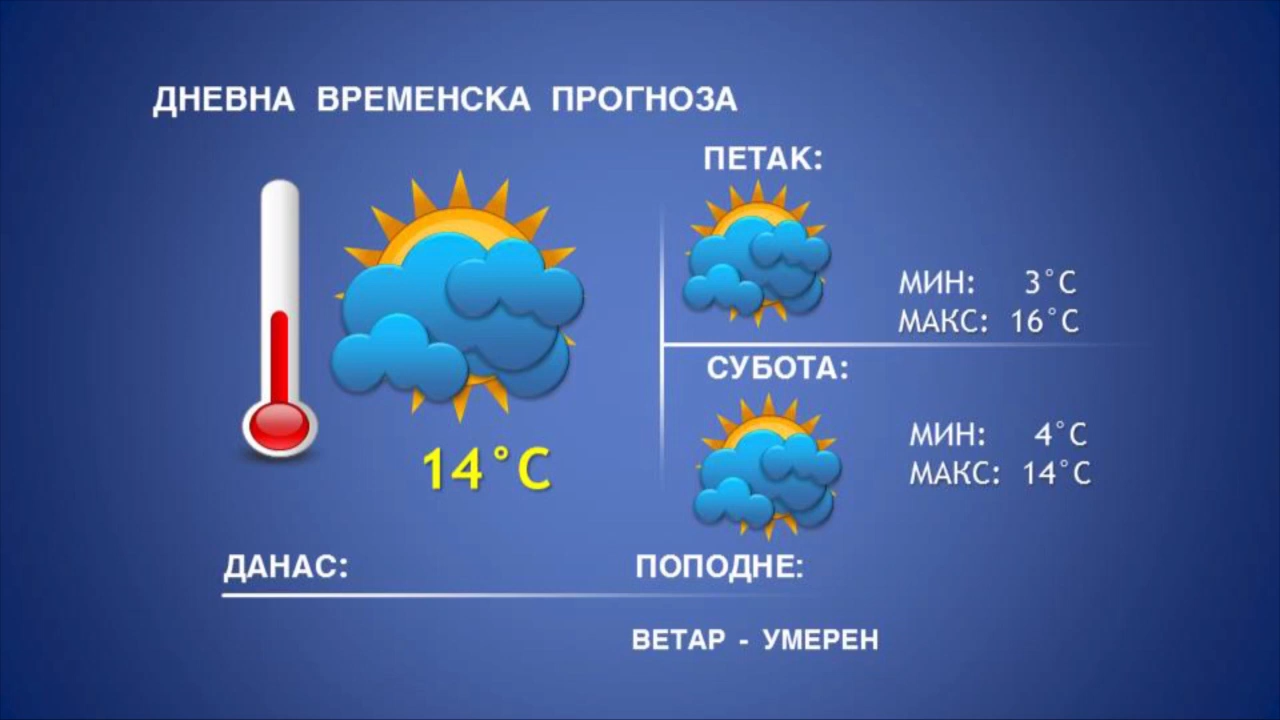 ДНЕВНА ВРЕМЕНСКА ПРОГНОЗА
14°C
ПЕТАК:
МИН: 3°C
МАКС: 16°C
СУБОТА:
МИН: 4°C
МАКС: 14°C
ДАНАС:
ПОПОДНЕ:
ВЕТАР - УМЕРЕН